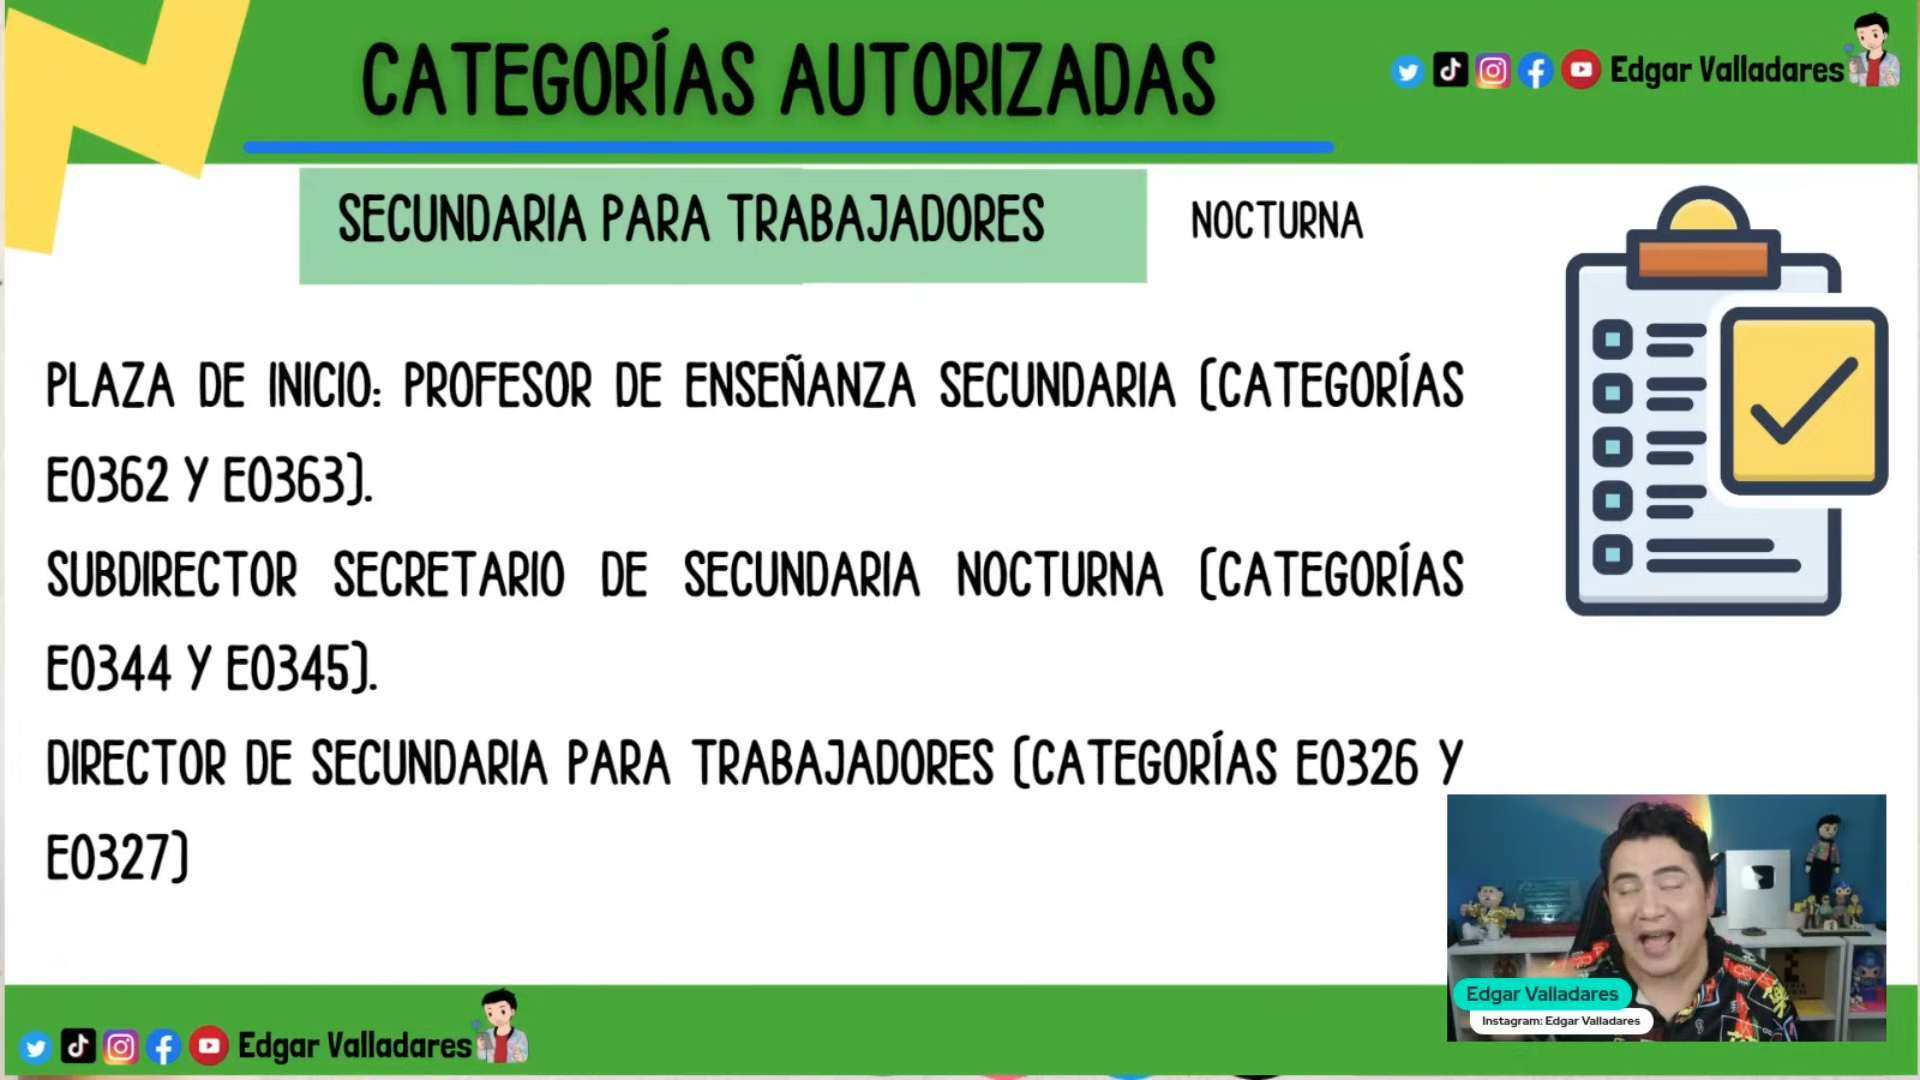 CATEGORÍAS AUTORIZADAS
Edgar Valladares
SECUNDARIA PARA TRABAJADORES
NOCTURNA
PLAZA DE INICIO: PROFESOR DE ENSEÑANZA SECUNDARIA (CATEGORÍAS
E0362 Y E0363).
SUBDIRECTOR SECRETARIO DE SECUNDARIA NOCTURNA (CATEGORÍAS
E0344 Y E0345).
DIRECTOR DE SECUNDARIA PARA TRABAJADORES (CATEGORÍAS E0326 Y
E0327)
Edgar Valladares
Instagram: Edgar Valladares
Edgar Valladares